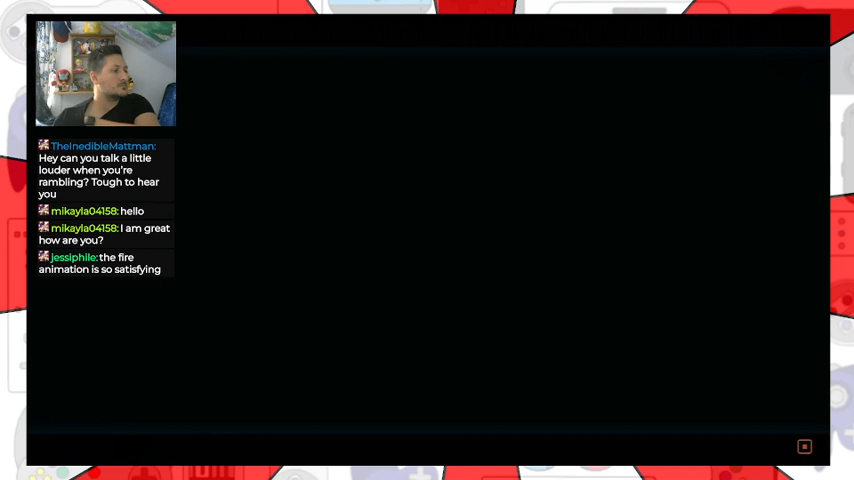 TheInedibleMattman:
Hey can you talk a little
louder when you're
rambling? Tough to hear
you
mikayla04158: hello
mikayla04158: I am great
how are you?
jessiphile: the fire
animation is so satisfying